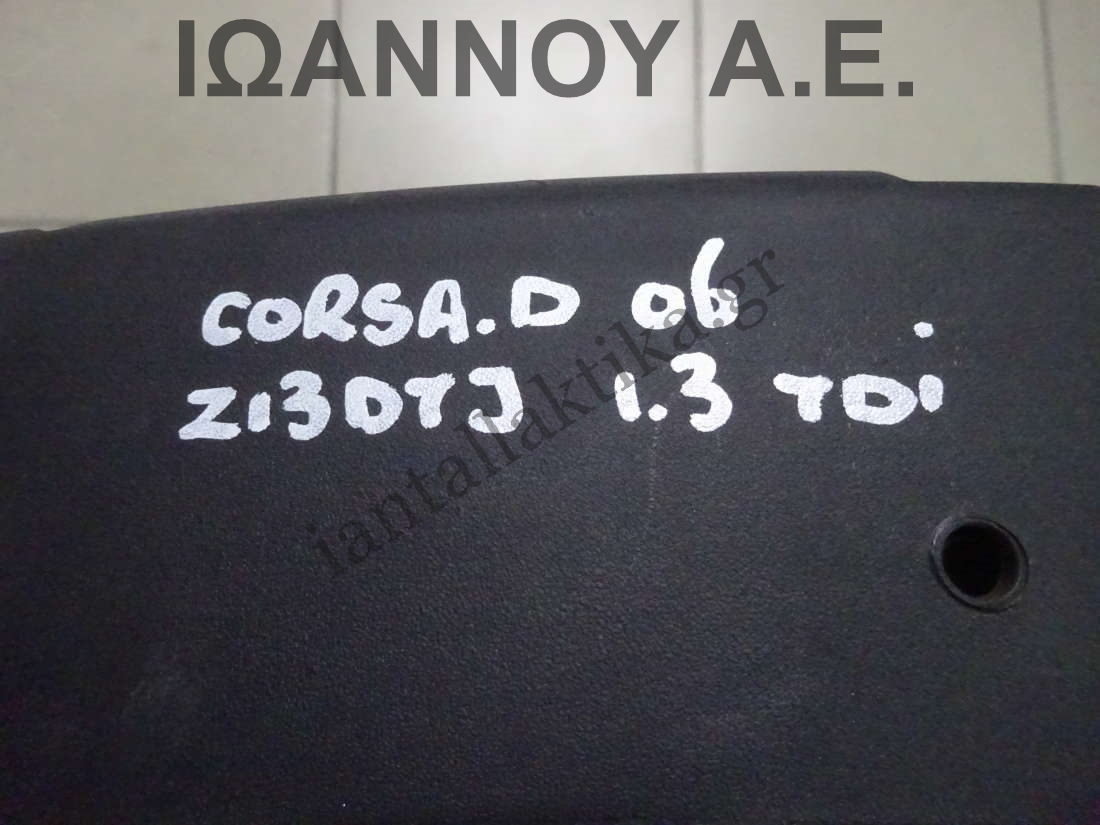 ΙΩΑΝΝΟΥ Α.Ε.
CORSA.D 06
Z13DTJ 1.3 TDi
iantallaktika.gr